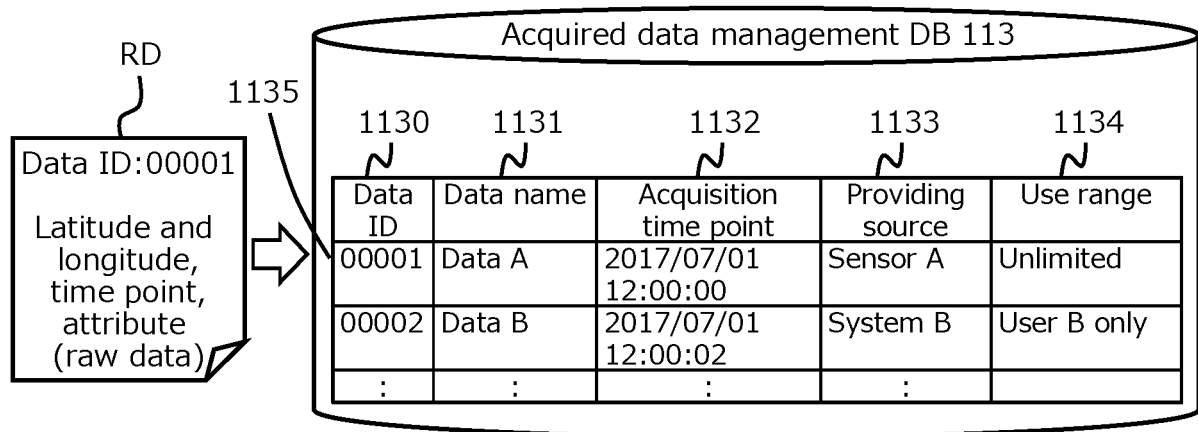 Acquired data management DB 113
RD
1135
1130 1131 1132 1133 1134
Data ID:00001
Latitude and
longitude,
time point,
attribute
(raw data)
Data ID Data name Acquisition time point Providing source Use range
00001 Data A 2017/07/01 12:00:00 Sensor A Unlimited
00002 Data B 2017/07/01 12:00:02 System B User B only
: : : :